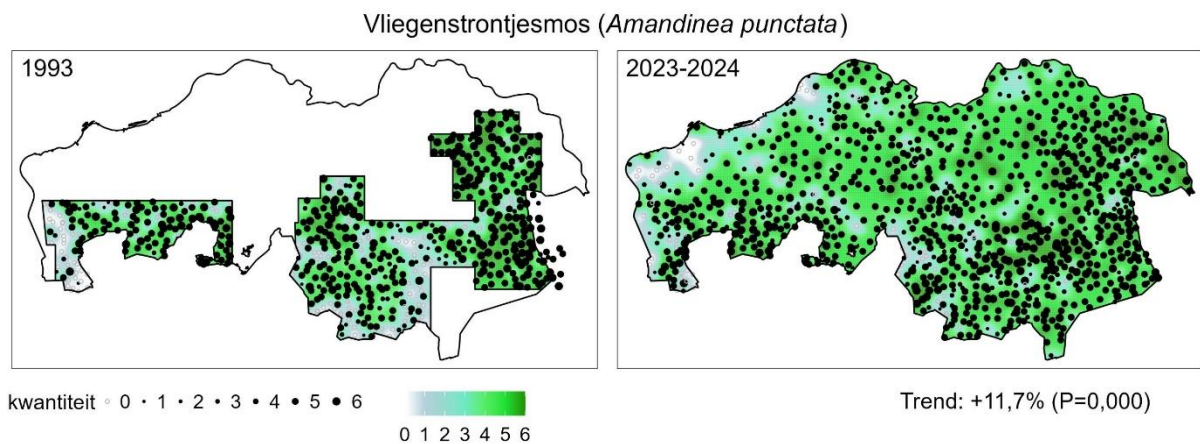 Vliegenstrontjesmos (Amandinea punctata)
1993
2023-2024
kwantiteit 0 1 2 3 4 5 6
0 1 2 3 4 5 6
Trend: +11,7% (P=0,000)